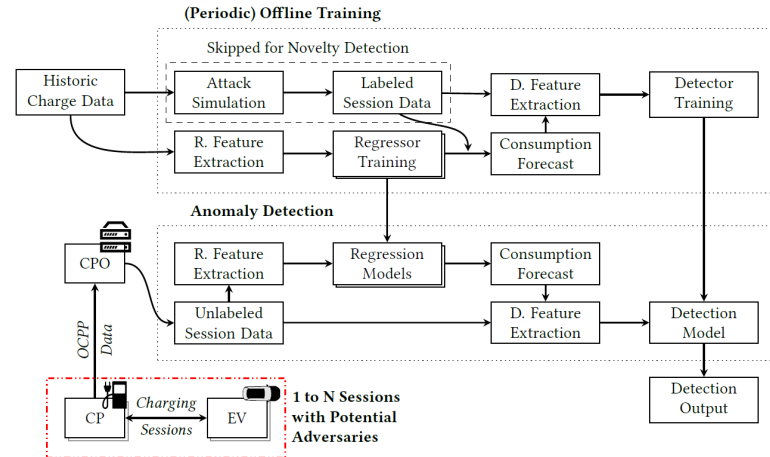 (Periodic) Offline Training
Skipped for Novelty Detection
Historic
Charge Data
Attack
Simulation
Labeled
Session Data
D. Feature
Extraction
Detector
Training
R. Feature
Extraction
Regressor
Training
Consumption
Forecast
Anomaly Detection
CPO
R. Feature
Extraction
Regression
Models
Consumption
Forecast
Unlabeled
Session Data
D. Feature
Extraction
Detection
Model
OCPP
Data
Detection
Output
CP
Charging
Sessions
EV
1 to N Sessions
with Potential
Adversaries